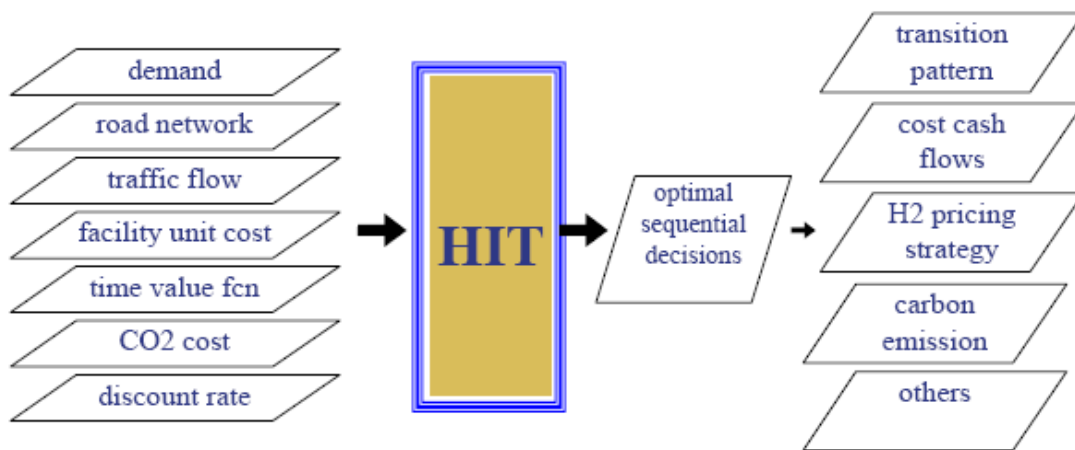 demand
road network
traffic flow
facility unit cost
time value fcn
CO2 cost
discount rate
HIT
optimal
sequential
decisions
transition
pattern
cost cash
flows
H2 pricing
strategy
carbon
emission
others